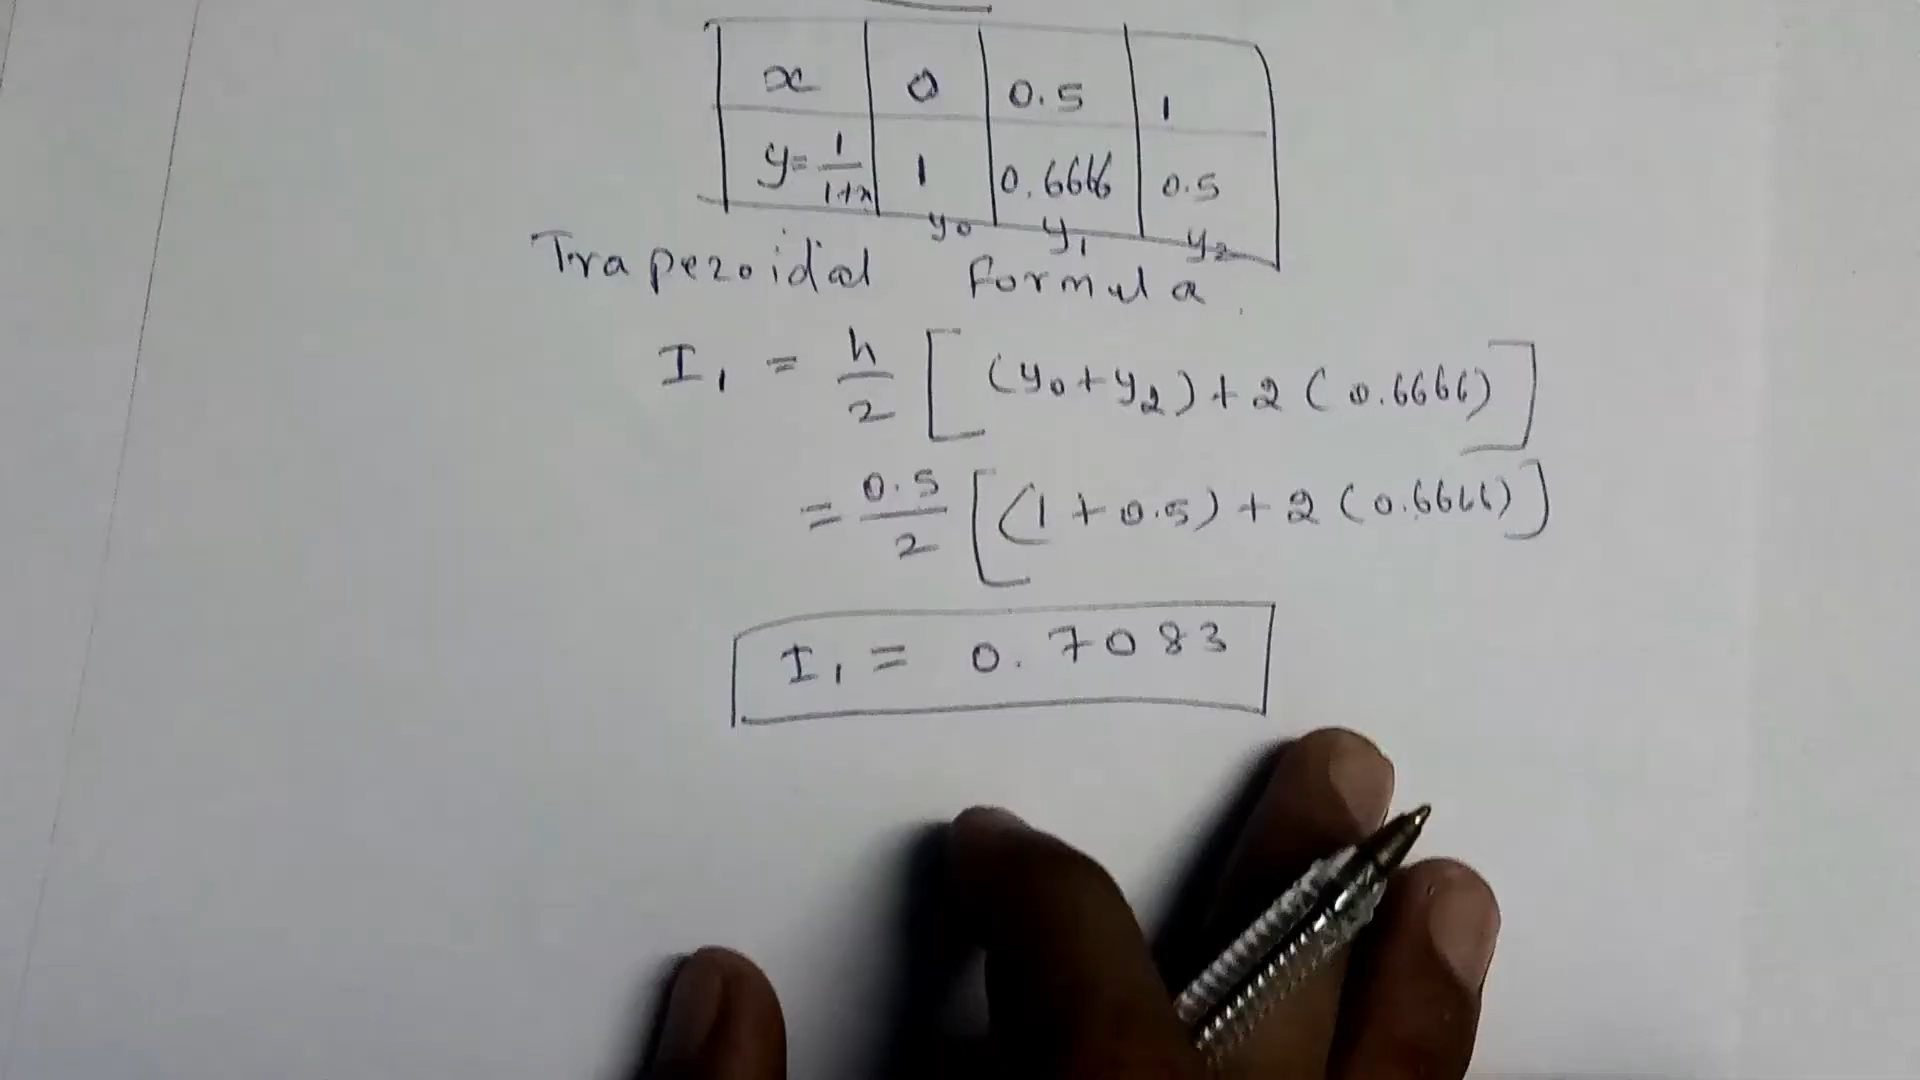 x 0 0.5 1
y=1/1+x 1 0.6666 0.5
y0 y1 y2
Trapezoidal formula
I1 = h/2 [(y0+y2)+2(0.6666)]
= 0.5/2 [(1+0.5)+2(0.6666)]
I1 = 0.7083